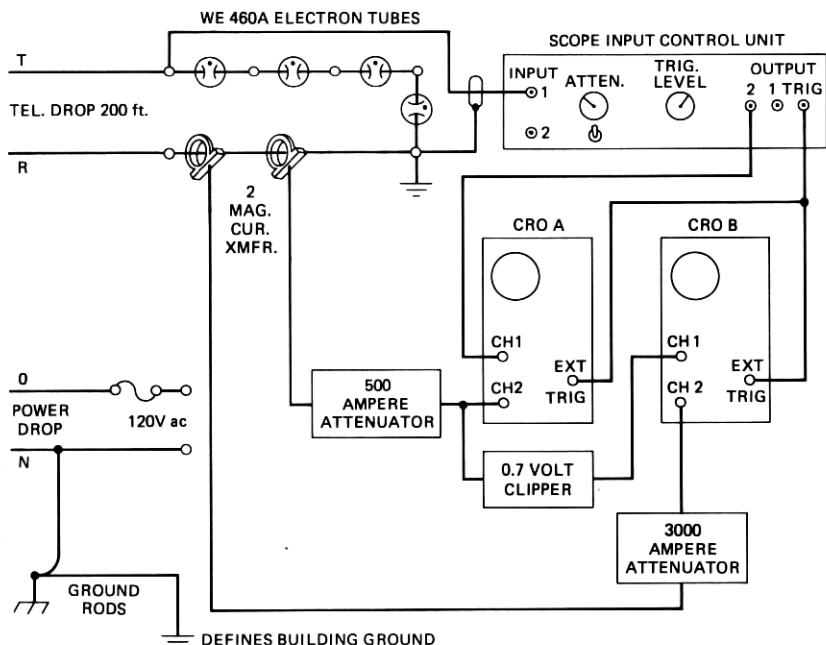 WE 460A ELECTRON TUBES
SCOPE INPUT CONTROL UNIT
T
INPUT
ATTEN.
TRIG.
LEVEL
OUTPUT
2 1 TRIG
1
2
TEL. DROP 200 ft.
R
2
MAG.
CUR.
XMFR.
CRO A
CRO B
CH1
CH2
EXT
TRIG
CH 1
CH 2
EXT
TRIG
O
POWER
DROP
120V ac
N
500
AMPERE
ATTENUATOR
0.7 VOLT
CLIPPER
3000
AMPERE
ATTENUATOR
GROUND
RODS
DEFINES BUILDING GROUND